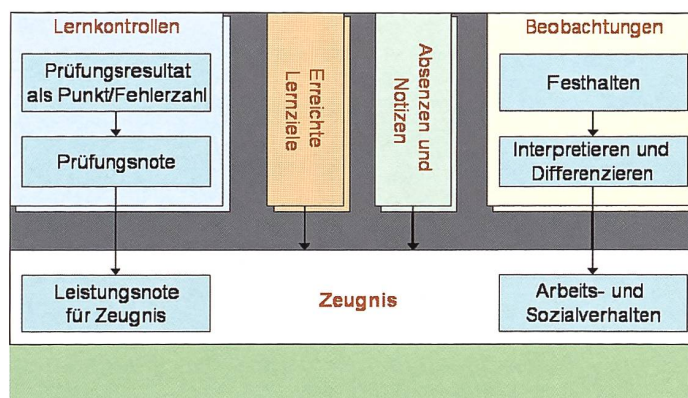 Lernkontrollen
Prüfungsresultat
als Punkt/Fehlerzahl
Prüfungsnote
Erreichte
Lernziele
Absenzen und
Notizen
Beobachtungen
Festhalten
Interpretieren und
Differenzieren
Leistungsnote
für Zeugnis
Zeugnis
Arbeits- und
Sozialverhalten